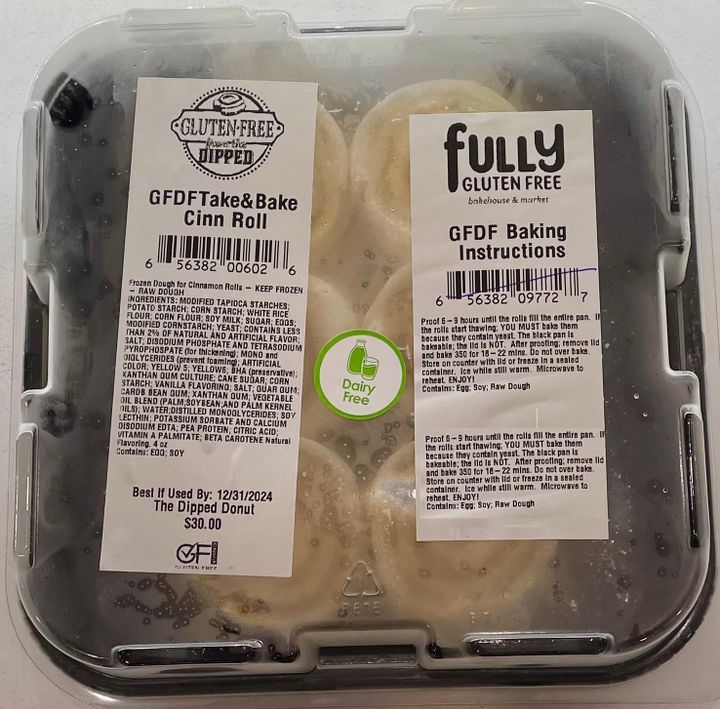 GLUTEN-FREE
DIPPED
GFDFTake&Bake
Cinn Roll
6 56382 00602 6
Frozen Dough for Cinnamon Rolls - KEEP FROZEN
- RAW DOUGH
INGREDIENTS: MODIFIED TAPIOCA STARCHES;
POTATO STARCH; CORN STARCH; WHITE RICE
FLOUR; CORN FLOUR; SOY MILK; SUGAR; EGGS;
MODIFIED CORNSTARCH; YEAST; CONTAINS LESS
THAN 2% OF NATURAL AND ARTIFICIAL FLAVOR;
SALT; DISODIUM PHOSPHATE AND TETRASODIUM
PYROPHOSPHATE (for thickening); MONO and
DIGLYCERIDES (prevent foaming); ARTIFICIAL
COLOR; YELLOW 5; YELLOW6; BHA (preservative);
XANTHAN GUM CULTURE; CANE SUGAR; CORN
STARCH; VANILLA FLAVORING; SALT; GUAR GUM;
CAROB BEAN GUM; XANTHAN GUM; VEGETABLE
OIL BLEND (PALM,SOYBEAN,AND PALM KERNEL
OILS); WATER;DISTILLED MONOGLYCERIDES; SOY
LECTHIN; POTASSIUM SORBATE AND CALCIUM
DISODIUM EDTA; PEA PROTEIN; CITRIC ACID;
VITAMIN A PALMITATE; BETA CAROTENE Natural
Flavoring. 4 oz
Contains: EGG; SOY
Best If Used By: 12/31/2024
The Dipped Donut
$30.00
GF
GLUTEN FREE
Dairy
Free
fully
GLUTEN FREE
bakehouse & market
GFDF Baking
Instructions
6 56382 09772 7
Proof 6 - 9 hours until the rolls fill the entire pan. If
the rolls start thawing; YOU MUST bake them
because they contain yeast. The black pan is
bakeable; the lid is NOT. After proofing; remove lid
and bake 350 for 18 - 22 mins. Do not over bake.
Store on counter with lid or freeze in a sealed
container. Ice while still warm. Microwave to
reheat. ENJOY!
Contains: Egg; Soy; Raw Dough
Proof 6 - 9 hours until the rolls fill the entire pan. If
the rolls start thawing; YOU MUST bake them
because they contain yeast. The black pan is
bakeable; the lid is NOT. After proofing; remove lid
and bake 350 for 18 - 22 mins. Do not over bake.
Store on counter with lid or freeze in a sealed
container. Ice while still warm. Microwave to
reheat. ENJOY!
Contains: Egg; Soy; Raw Dough
1
PETE